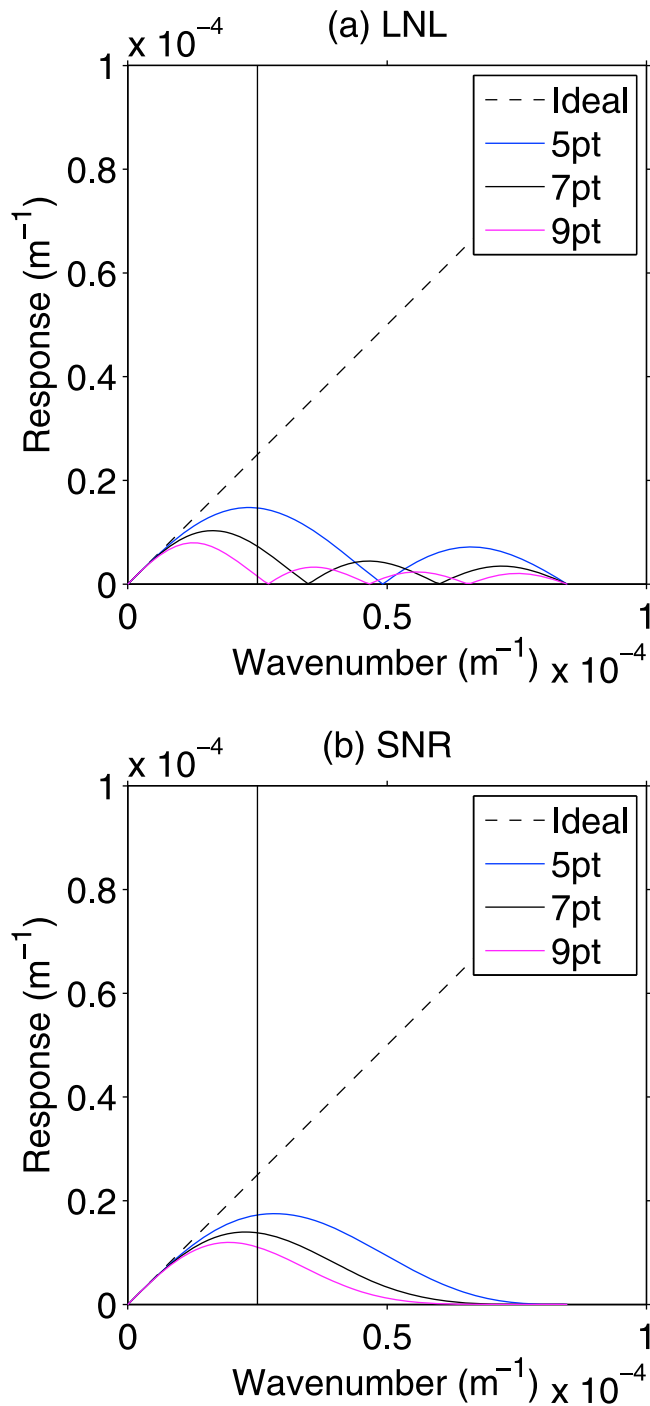 (a) LNL
x 10⁻⁴
1
0.8
0.6
0.4
0.2
0
Response (m⁻¹)
Ideal
5pt
7pt
9pt
0
0.5
1
Wavenumber (m⁻¹)
x 10⁻⁴
(b) SNR
x 10⁻⁴
1
0.8
0.6
0.4
0.2
0
Response (m⁻¹)
Ideal
5pt
7pt
9pt
0
0.5
1
Wavenumber (m⁻¹)
x 10⁻⁴